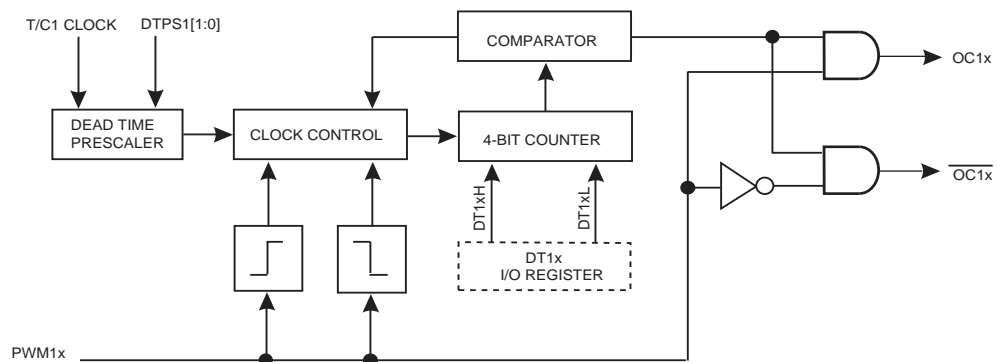 T/C1 CLOCK
DTPS1[1:0]
COMPARATOR
OC1x
DEAD TIME
PRESCALER
CLOCK CONTROL
4-BIT COUNTER
OC1x
DT1xH
DT1xL
DT1x
I/O REGISTER
PWM1x